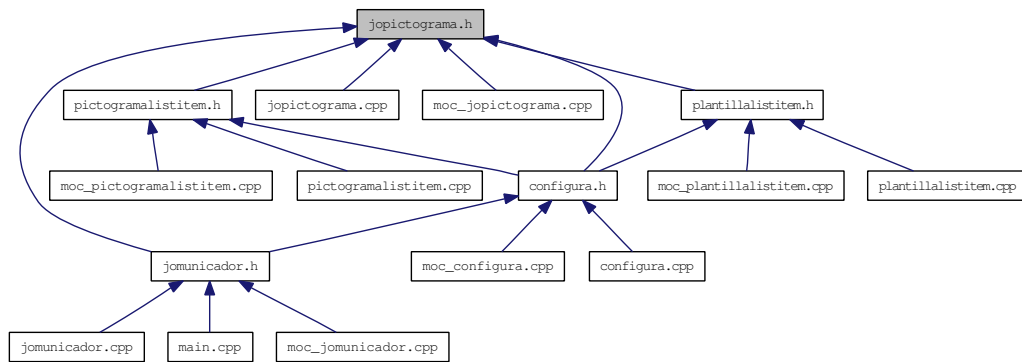 jopictograma.h
pictogramalistitem.h
jopictograma.cpp
moc_jopictograma.cpp
plantillalistitem.h
moc_pictogramalistitem.cpp
pictogramalistitem.cpp
configura.h
moc_plantillalistitem.cpp
plantillalistitem.cpp
jomunicador.h
moc_configura.cpp
configura.cpp
jomunicador.cpp
main.cpp
moc_jomunicador.cpp